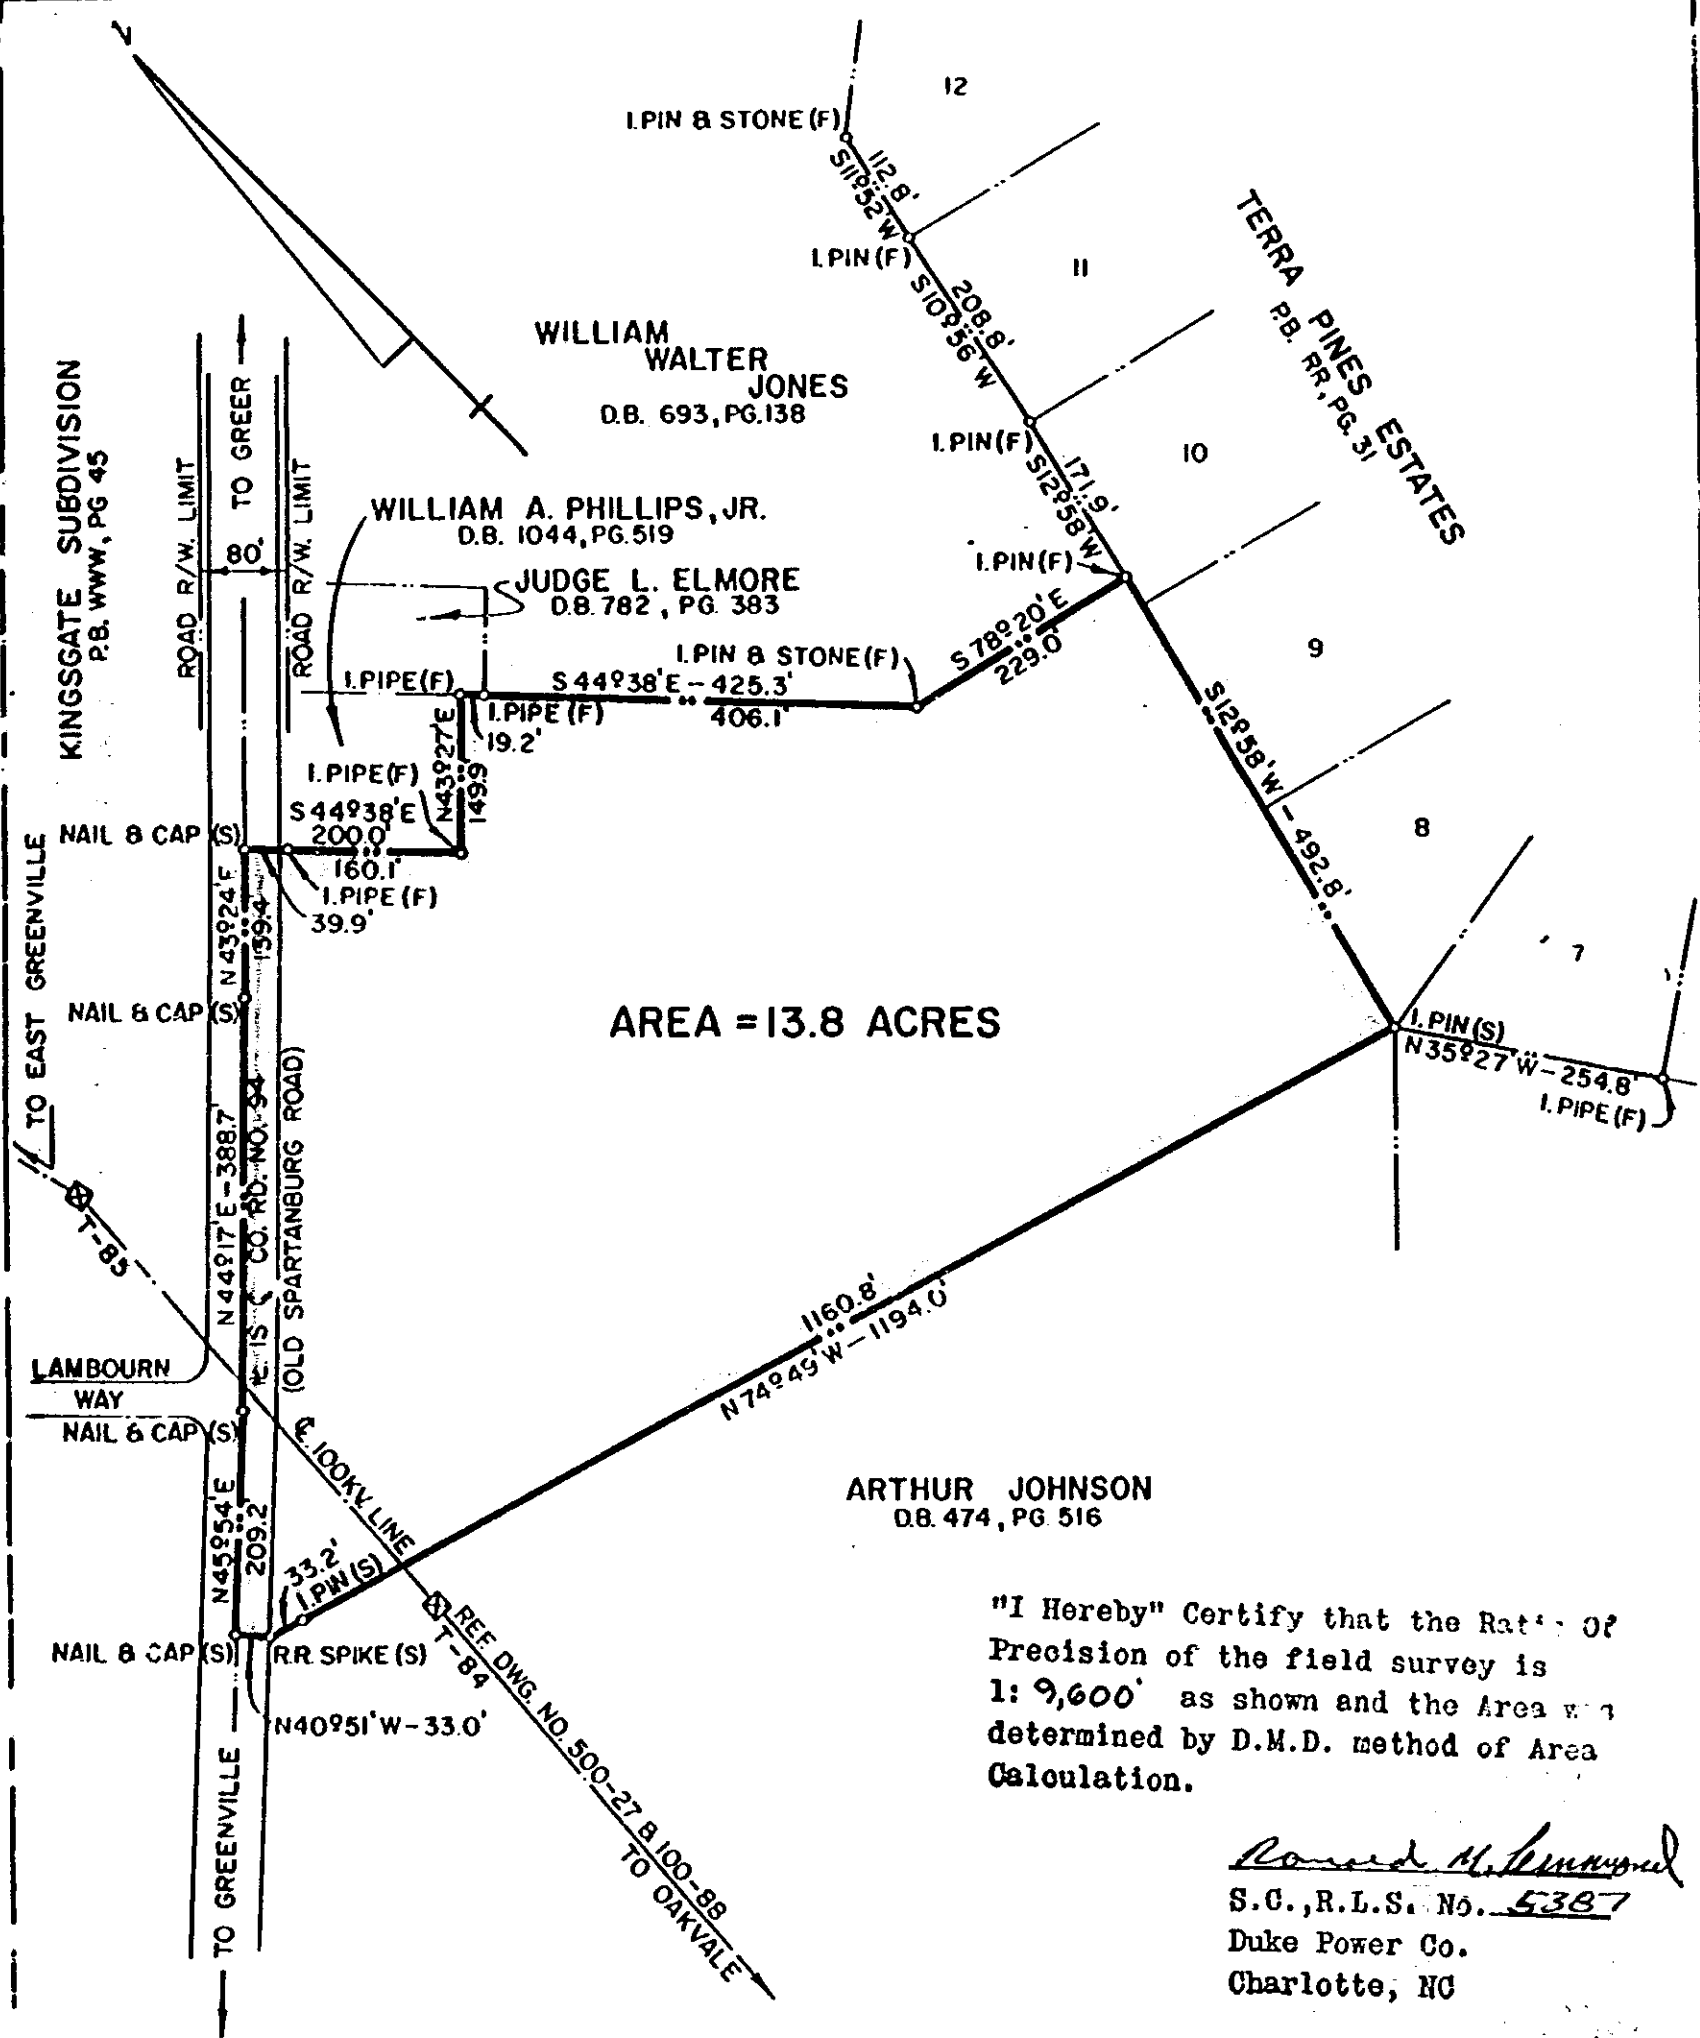 N
12
I.PIN & STONE (F)
112.8'
S11°52'W
I.PIN(F)
11
TERRA PINES ESTATES
P.B. RR, PG. 31
208.8'
S10°56'W
WILLIAM
WALTER
JONES
D.B. 693, PG.138
I.PIN(F)
10
171.9'
S12°58'W
KINGSGATE SUBDIVISION
P.B. WWW, PG 45
ROAD R/W. LIMIT
TO GREER
ROAD R/W. LIMIT
80'
WILLIAM A. PHILLIPS, JR.
D.B. 1044, PG.519
JUDGE L. ELMORE
D.B. 782, PG. 383
I.PIN(F)
S 78°20'E
229.0'
9
I.PIN & STONE(F)
I.PIPE(F)
S 44°38'E-425.3'
406.1'
I.PIPE (F)
19.2'
N43°27'E
149.9
S12°58'W-492.8'
I.PIPE(F)
S44°38'E
200.0'
160.1'
I.PIPE (F)
39.9'
NAIL & CAP (S)
8
TO EAST GREENVILLE
N 43°24'E
139.4'
7
NAIL & CAP (S)
AREA = 13.8 ACRES
I. PIN(S)
N35°27'W-254.8'
I. PIPE(F)
N44°17'E-388.7'
IS ℄ CO. RD. NO. 94
(OLD SPARTANBURG ROAD)
T-85
LAMBOURN
WAY
NAIL & CAP (S)
1160.8'
N74°49'W-1194.0'
℄ 100KV. LINE
ARTHUR JOHNSON
D.B. 474, PG. 516
N45°54'E
209.2'
33.2'
I.PIN(S)
NAIL & CAP (S)
R.R. SPIKE (S)
T-84
N40°51'W-33.0'
REF. DWG. NO. 500-27 & 100-88
TO OAKVALE
TO GREENVILLE
"I Hereby" Certify that the Of
Precision of the field survey is
1: 9,600' as shown and the Area
determined by D.M.D. method of Area
Calculation.
S.C.,R.L.S. No. 5387
Duke Power Co.
Charlotte, NC